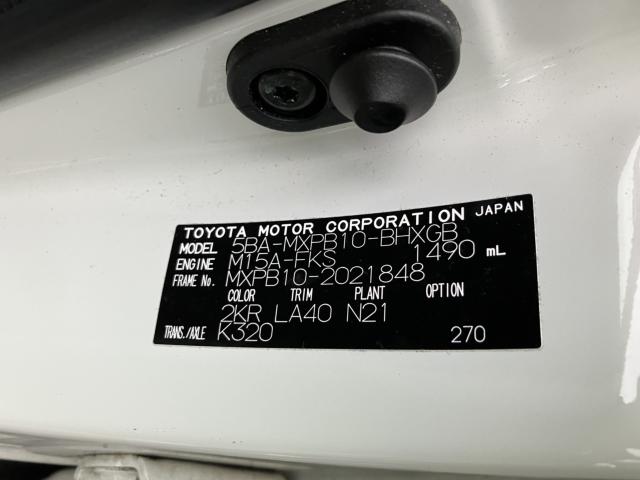 TOYOTA MOTOR CORPORATION JAPAN
MODEL 5BA-MXPB10-BHXGB
ENGINE M15A-FKS 1490 mL
FRAME No. MXPB10-2021848
COLOR TRIM PLANT OPTION
2KR LA40 N21
TRANS./AXLE K320 270